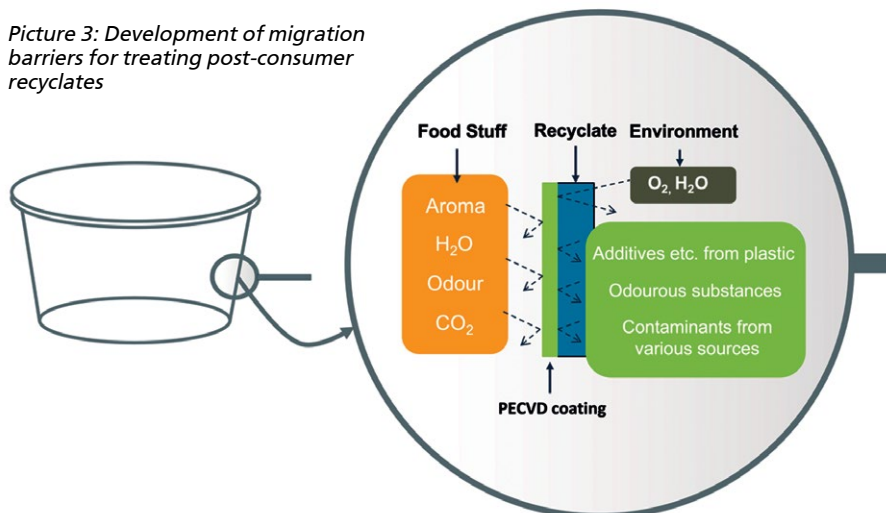 Picture 3: Development of migration
barriers for treating post-consumer
recyclates
Food Stuff
Recyclate
Environment
Aroma
H₂O
Odour
CO₂
O₂, H₂O
Additives etc. from plastic
Odourous substances
Contaminants from
various sources
PECVD coating